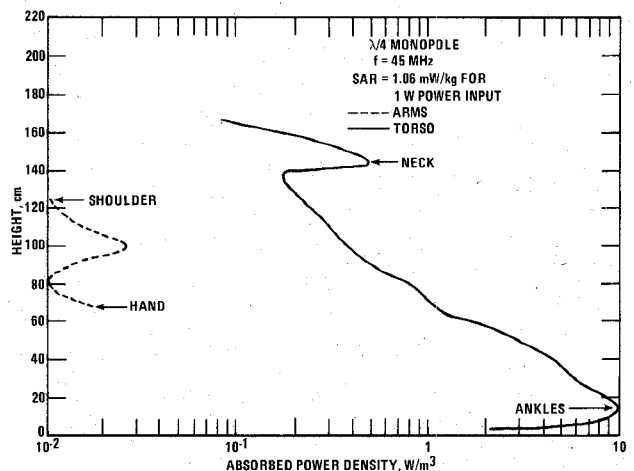 220
200
180
160
140
120
100
80
60
40
20
0
HEIGHT, cm
λ/4 MONOPOLE
f = 45 MHz
SAR = 1.06 mW/kg FOR
1 W POWER INPUT
ARMS
TORSO
NECK
SHOULDER
HAND
ANKLES
10-2
10-1
1
10
ABSORBED POWER DENSITY, W/m3